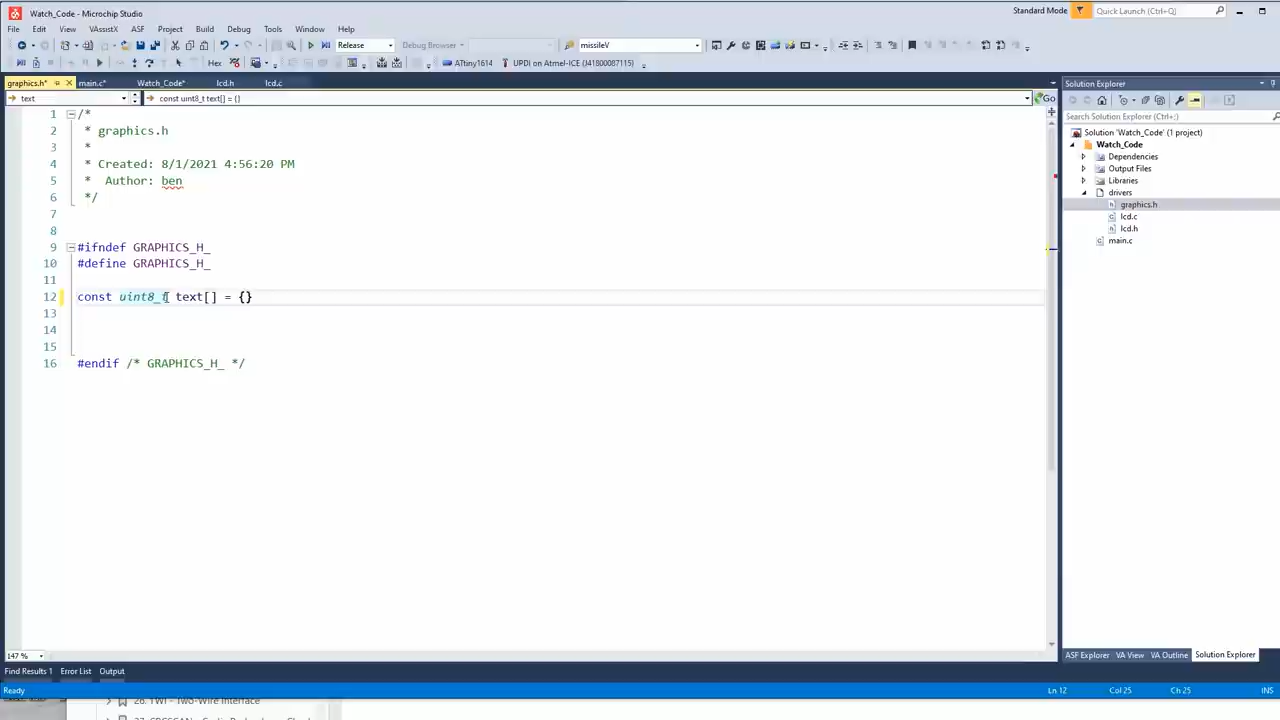 Watch_Code - Microchip Studio
Standard Mode
Quick Launch (Ctrl+Q)
File Edit View VAssistX ASF Project Build Debug Tools Window Help
Release
Debug Browser
missileV
Hex
ATtiny1614
UPDI on Atmel-ICE (J41800087115)
graphics.h* main.c* Watch_Code* lcd.h lcd.c
text
const uint8_t text[] = {}
Go
1 /*
2 * graphics.h
3 *
4 * Created: 8/1/2021 4:56:20 PM
5 * Author: ben
6 */
7
8
9 #ifndef GRAPHICS_H_
10 #define GRAPHICS_H_
11
12 const uint8_t text[] = {}
13
14
15
16 #endif /* GRAPHICS_H_ */
147 %
Solution Explorer
Search Solution Explorer (Ctrl+;)
Solution 'Watch_Code' (1 project)
Watch_Code
Dependencies
Output Files
Libraries
drivers
graphics.h
lcd.c
lcd.h
main.c
ASF Explorer VA View VA Outline Solution Explorer
Find Results 1 Error List Output
Ready
Ln 12 Col 25 Ch 25 INS
26. TWI - Two-Wire Interface